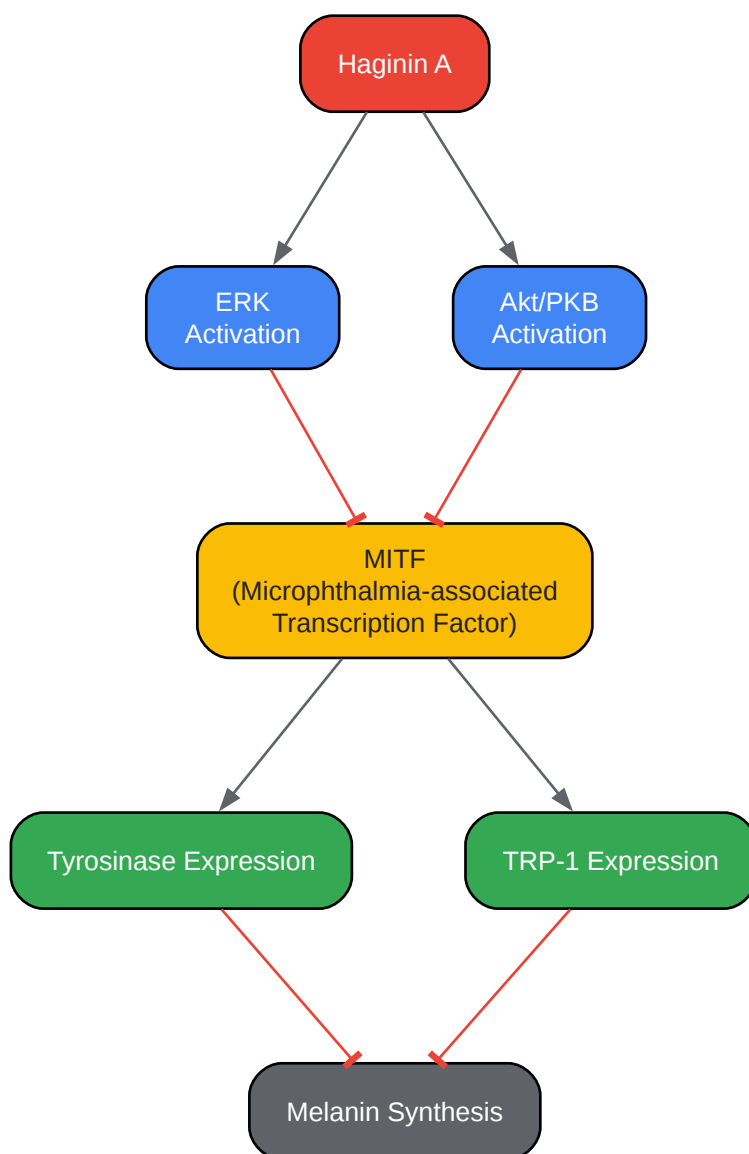 Haginin A
ERK
Activation
Akt/PKB
Activation
MITF
(Microphthalmia-associated
Transcription Factor)
Tyrosinase Expression
TRP-1 Expression
Melanin Synthesis